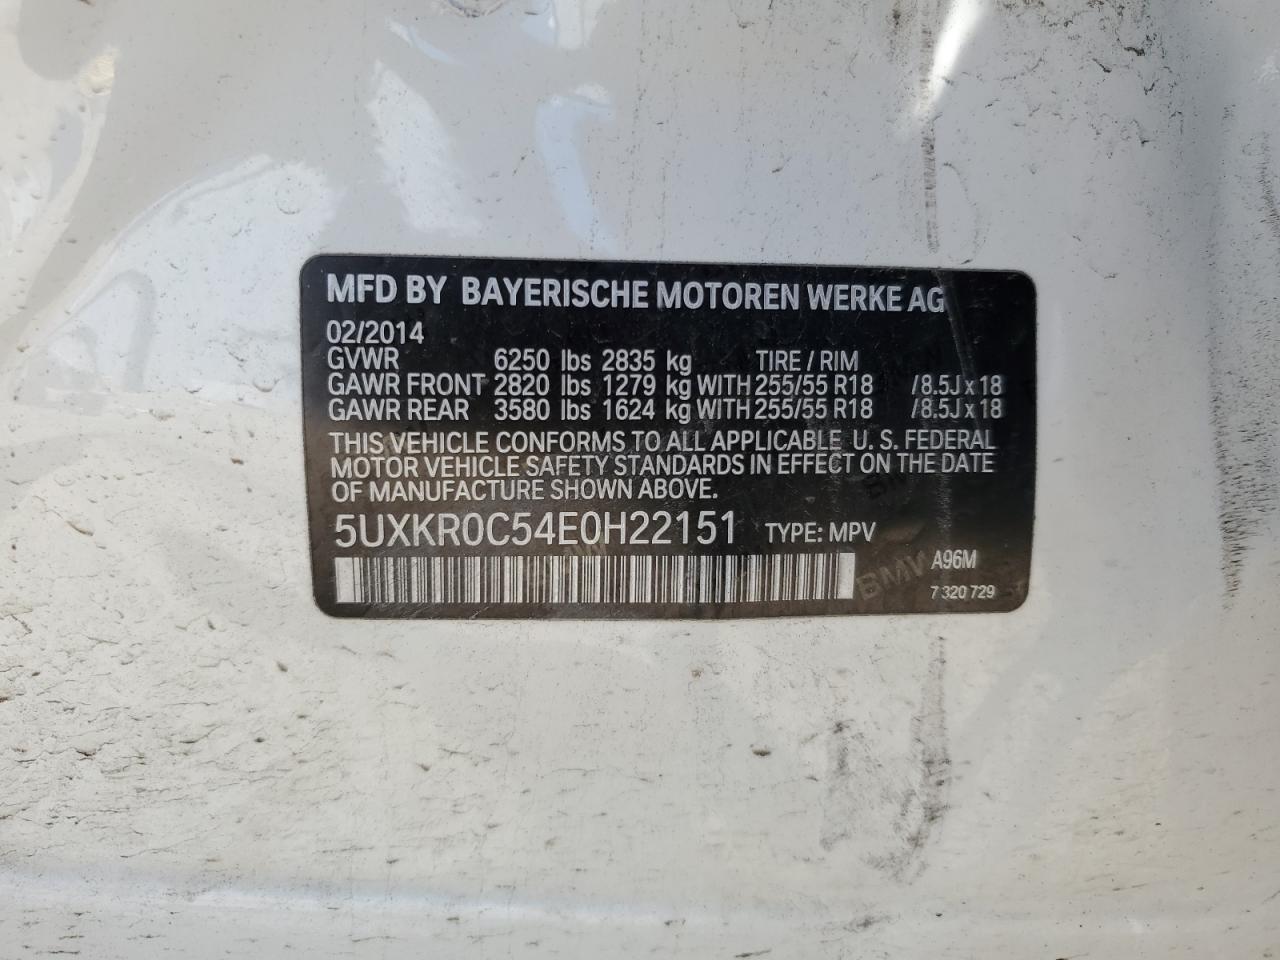 MFD BY BAYERISCHE MOTOREN WERKE AG
02/2014
GVWR 6250 lbs 2835 kg TIRE / RIM
GAWR FRONT 2820 lbs 1279 kg WITH 255/55 R18 /8.5J x 18
GAWR REAR 3580 lbs 1624 kg WITH 255/55 R18 /8.5J x 18
THIS VEHICLE CONFORMS TO ALL APPLICABLE U. S. FEDERAL
MOTOR VEHICLE SAFETY STANDARDS IN EFFECT ON THE DATE
OF MANUFACTURE SHOWN ABOVE.
5UXKR0C54E0H22151 TYPE: MPV
BMW A96M
7 320 729